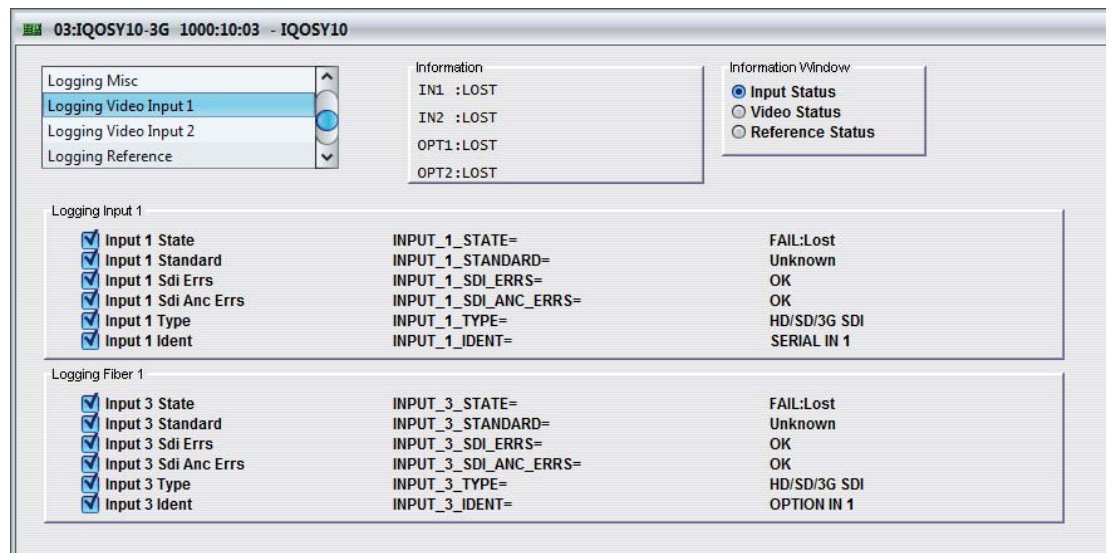 03:IQOSY10-3G 1000:10:03 - IQOSY10
Logging Misc
Logging Video Input 1
Logging Video Input 2
Logging Reference
Information
IN1 :LOST
IN2 :LOST
OPT1:LOST
OPT2:LOST
Information Window
Input Status
Video Status
Reference Status
Logging Input 1
Input 1 State INPUT_1_STATE= FAIL:Lost
Input 1 Standard INPUT_1_STANDARD= Unknown
Input 1 Sdi Errs INPUT_1_SDI_ERRS= OK
Input 1 Sdi Anc Errs INPUT_1_SDI_ANC_ERRS= OK
Input 1 Type INPUT_1_TYPE= HD/SD/3G SDI
Input 1 Ident INPUT_1_IDENT= SERIAL IN 1
Logging Fiber 1
Input 3 State INPUT_3_STATE= FAIL:Lost
Input 3 Standard INPUT_3_STANDARD= Unknown
Input 3 Sdi Errs INPUT_3_SDI_ERRS= OK
Input 3 Sdi Anc Errs INPUT_3_SDI_ANC_ERRS= OK
Input 3 Type INPUT_3_TYPE= HD/SD/3G SDI
Input 3 Ident INPUT_3_IDENT= OPTION IN 1